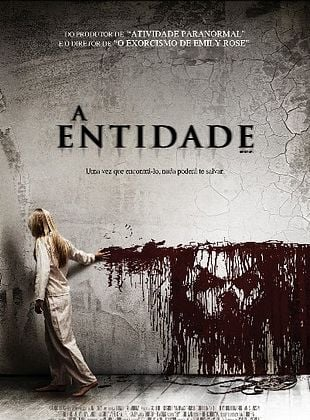 DO PRODUTOR DE "ATIVIDADE PARANORMAL"
E O DIRETOR DE "O EXORCISMO DE EMILY ROSE"
A
ENTIDADE
Uma vez que encontrá-lo, nada poderá te salvar.